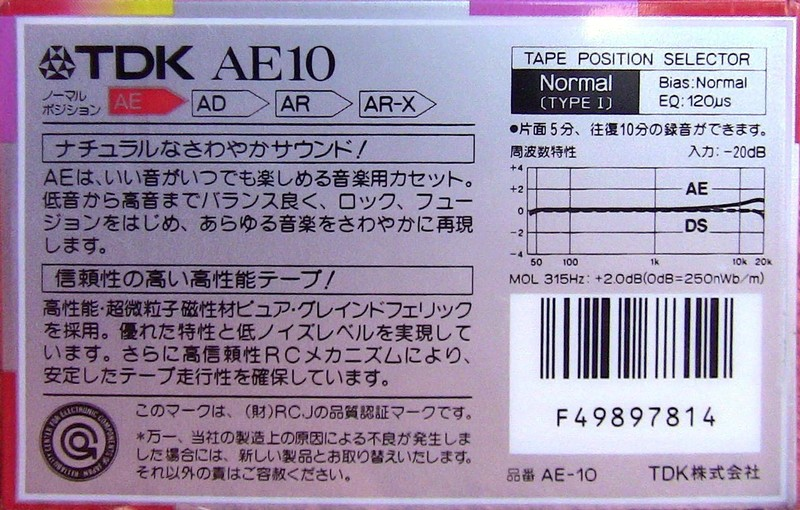 TDK AE10
ノーマル
ポジション
AE AD AR AR-X
ナチュラルなさわやかサウンド!
AEは、いい音がいつでも楽しめる音楽用カセット。
低音から高音までバランス良く、ロック、フュー
ジョンをはじめ、あらゆる音楽をさわやかに再現
します。
信頼性の高い高性能テープ!
高性能・超微粒子磁性材ピュア・グレインドフェリック
を採用。優れた特性と低ノイズレベルを実現して
います。さらに高信頼性RCメカニズムにより、
安定したテープ走行性を確保しています。
RELIABILITY CENTER FOR ELECTRONIC COMPONENTS OF JAPAN
このマークは、(財)RCJの品質認証マークです。
*万一、当社の製造上の原因による不良が発生しま
した場合には、新しい製品とお取り替えいたします。
それ以外の責はご容赦ください。
TAPE POSITION SELECTOR
Normal
(TYPE I)
Bias:Normal
EQ:120μs
●片面5分、往復10分の録音ができます。
周波数特性 入力:-20dB
+4
+2
0
-2
-4
AE
DS
50 100 1k 10k 20k
MOL 315Hz: +2.0dB(0dB=250nWb/m)
F49897814
品番 AE-10 TDK株式会社